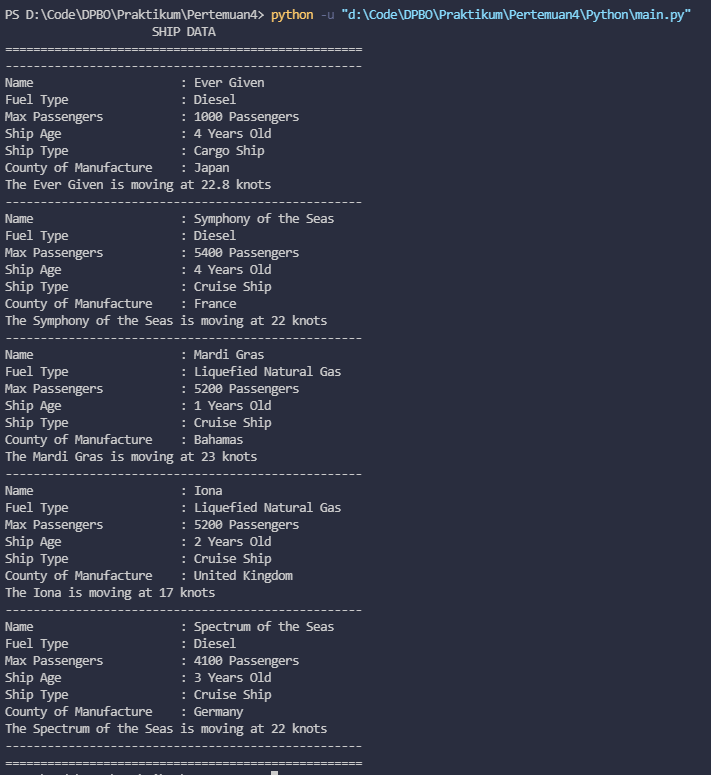 PS D:\Code\DPBO\Praktikum\Pertemuan4> python -u "d:\Code\DPBO\Praktikum\Pertemuan4\Python\main.py"
SHIP DATA
===================================================
---------------------------------------------------
Name : Ever Given
Fuel Type : Diesel
Max Passengers : 1000 Passengers
Ship Age : 4 Years Old
Ship Type : Cargo Ship
County of Manufacture : Japan
The Ever Given is moving at 22.8 knots
---------------------------------------------------
Name : Symphony of the Seas
Fuel Type : Diesel
Max Passengers : 5400 Passengers
Ship Age : 4 Years Old
Ship Type : Cruise Ship
County of Manufacture : France
The Symphony of the Seas is moving at 22 knots
---------------------------------------------------
Name : Mardi Gras
Fuel Type : Liquefied Natural Gas
Max Passengers : 5200 Passengers
Ship Age : 1 Years Old
Ship Type : Cruise Ship
County of Manufacture : Bahamas
The Mardi Gras is moving at 23 knots
---------------------------------------------------
Name : Iona
Fuel Type : Liquefied Natural Gas
Max Passengers : 5200 Passengers
Ship Age : 2 Years Old
Ship Type : Cruise Ship
County of Manufacture : United Kingdom
The Iona is moving at 17 knots
---------------------------------------------------
Name : Spectrum of the Seas
Fuel Type : Diesel
Max Passengers : 4100 Passengers
Ship Age : 3 Years Old
Ship Type : Cruise Ship
County of Manufacture : Germany
The Spectrum of the Seas is moving at 22 knots
---------------------------------------------------
===================================================